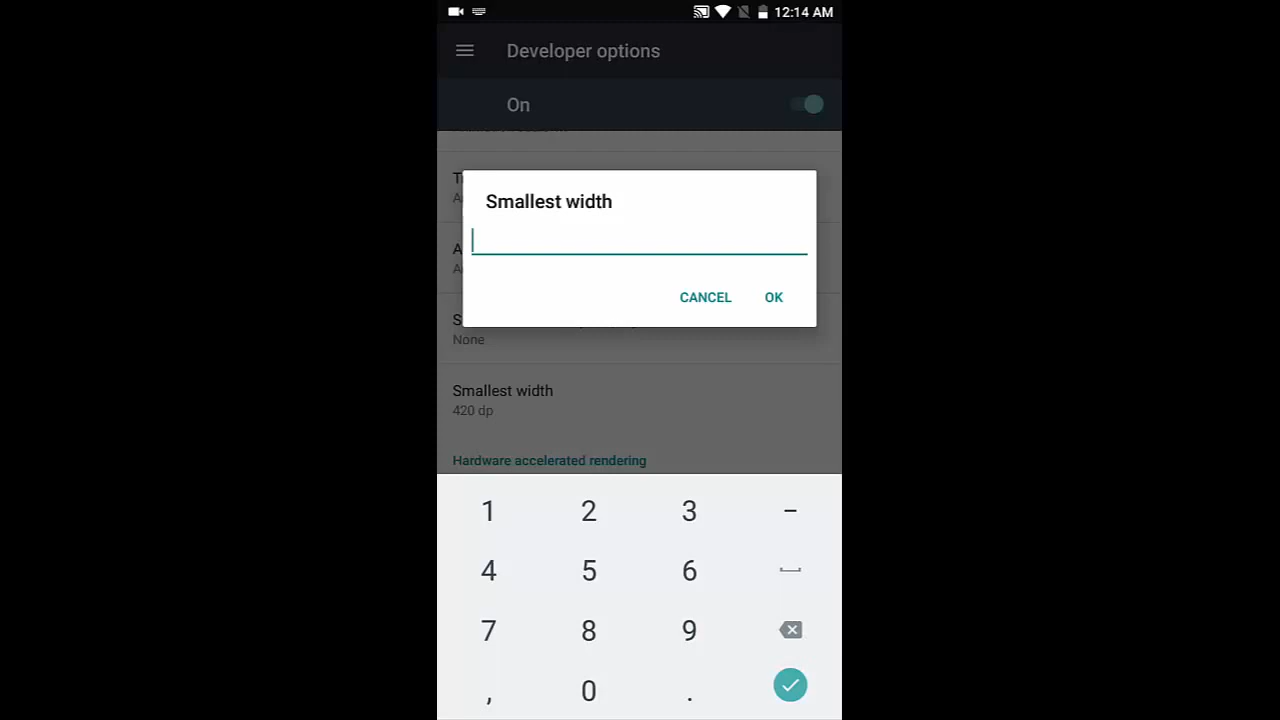 12:14 AM
Developer options
On
Smallest width
CANCEL
OK
None
Smallest width
420 dp
Hardware accelerated rendering
1 2 3 -
4 5 6
7 8 9
, 0 .